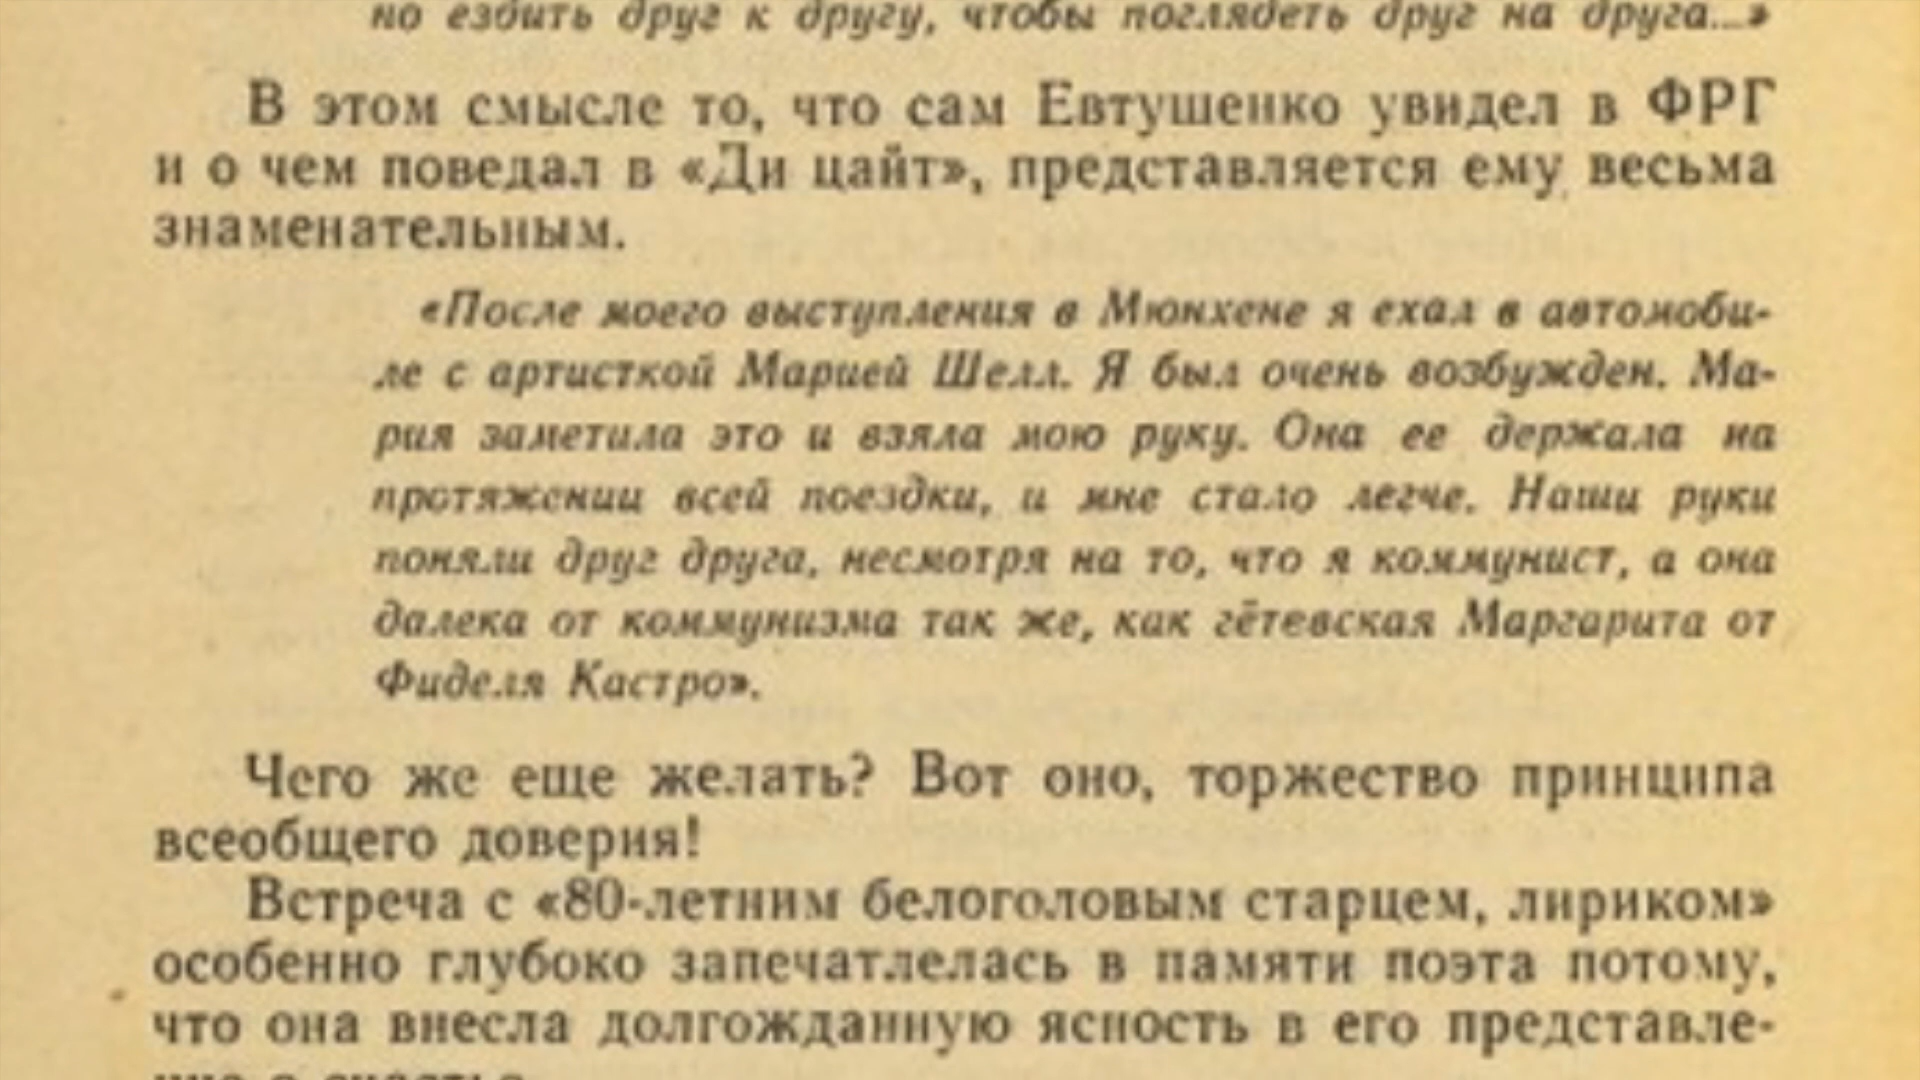 но ездить друг к другу, чтобы поглядеть друг на друга...»
В этом смысле то, что сам Евтушенко увидел в ФРГ
и о чем поведал в «Ди цайт», представляется ему весьма
знаменательным.
«После моего выступления в Мюнхене я ехал в автомоби-
ле с артисткой Марией Шелл. Я был очень возбужден. Ма-
рия заметила это и взяла мою руку. Она ее держала на
протяжении всей поездки, и мне стало легче. Наши руки
поняли друг друга, несмотря на то, что я коммунист, а она
далека от коммунизма так же, как гётевская Маргарита от
Фиделя Кастро».
Чего же еще желать? Вот оно, торжество принципа
всеобщего доверия!
Встреча с «80-летним белоголовым старцем, лириком»
особенно глубоко запечатлелась в памяти поэта потому,
что она внесла долгожданную ясность в его представле-